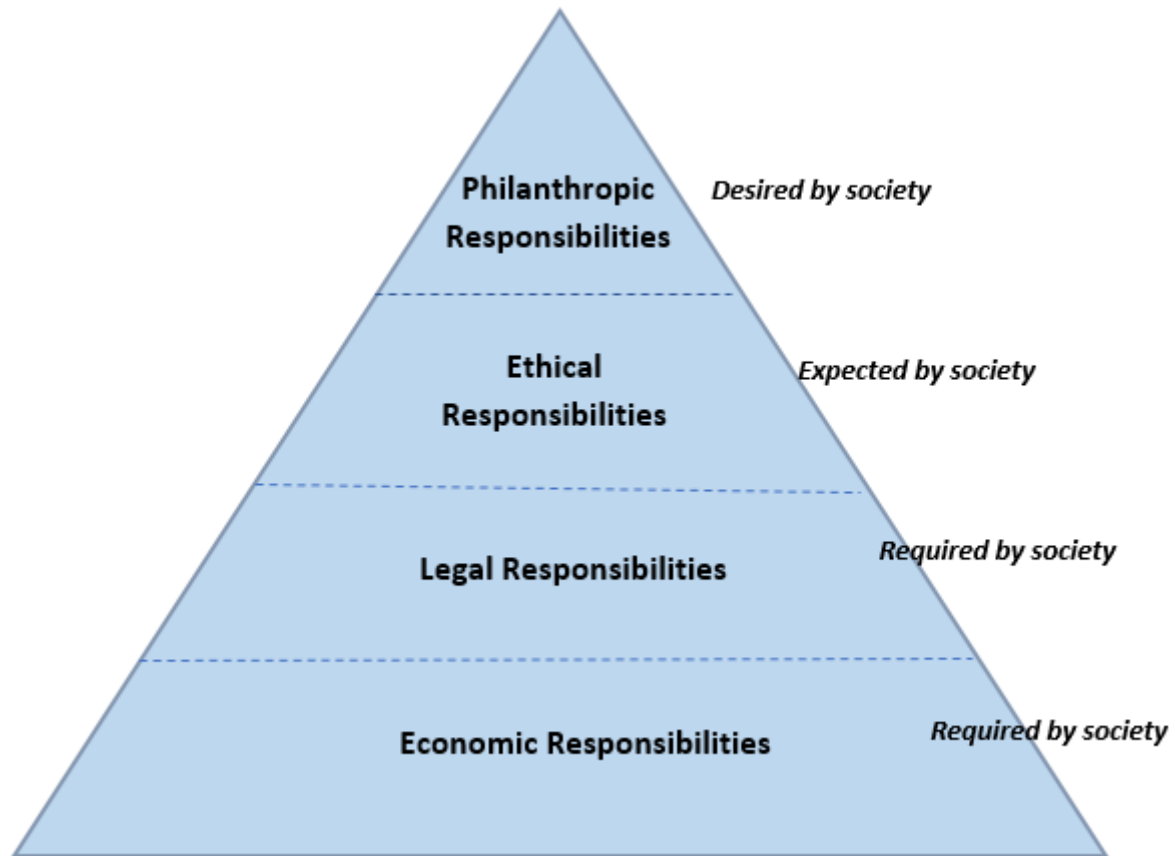 Philanthropic
Responsibilities
Desired by society
Ethical
Responsibilities
Expected by society
Legal Responsibilities
Required by society
Economic Responsibilities
Required by society